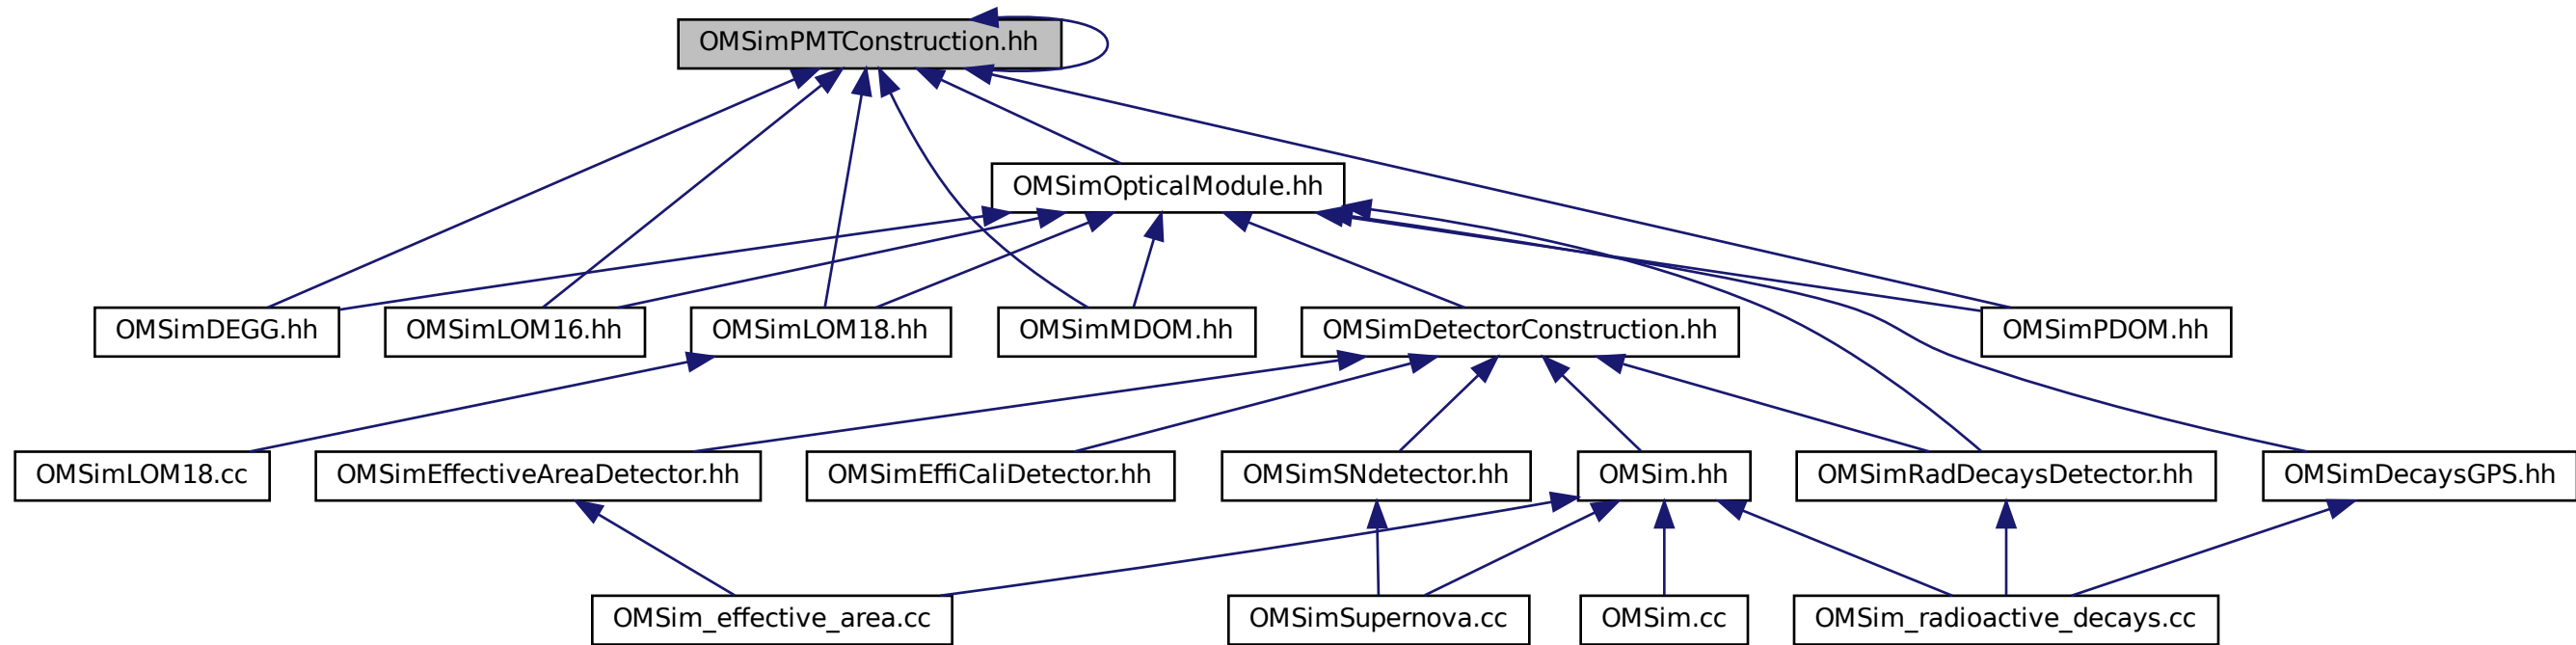 OMSimPMTConstruction.hh
OMSimOpticalModule.hh
OMSimDEGG.hh
OMSimLOM16.hh
OMSimLOM18.hh
OMSimMDOM.hh
OMSimDetectorConstruction.hh
OMSimPDOM.hh
OMSimLOM18.cc
OMSimEffectiveAreaDetector.hh
OMSimEffiCaliDetector.hh
OMSimSNdetector.hh
OMSim.hh
OMSimRadDecaysDetector.hh
OMSimDecaysGPS.hh
OMSim_effective_area.cc
OMSimSupernova.cc
OMSim.cc
OMSim_radioactive_decays.cc